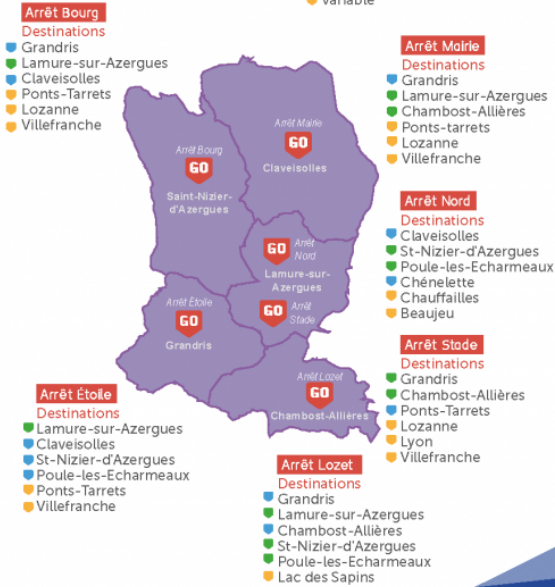 variable
Arrêt Bourg
Destinations
Grandris
Lamure-sur-Azergues
Claveisolles
Ponts-Tarrets
Lozanne
Villefranche
Arrêt Mairie
Destinations
Grandris
Lamure-sur-Azergues
Chambost-Allières
Ponts-tarrets
Lozanne
Villefranche
Arrêt Nord
Destinations
Claveisolles
St-Nizier-d'Azergues
Poule-les-Echarmeaux
Chénelette
Chauffailles
Beaujeu
Arrêt Stade
Destinations
Grandris
Chambost-Allières
Ponts-Tarrets
Lozanne
Lyon
Villefranche
Arrêt Mairie
GO
Claveisolles
Arrêt Bourg
GO
Saint-Nizier-
d'Azergues
GO
Arrêt
Nord
Lamure-sur-
Azergues
GO
Arrêt
Stade
Arrêt Étoile
GO
Grandris
Arrêt Lozet
GO
Chambost-Allières
Arrêt Étoile
Destinations
Lamure-sur-Azergues
Claveisolles
St-Nizier-d'Azergues
Poule-les-Echarmeaux
Ponts-Tarrets
Villefranche
Arrêt Lozet
Destinations
Grandris
Lamure-sur-Azergues
Chambost-Allières
St-Nizier-d'Azergues
Poule-les-Echarmeaux
Lac des Sapins